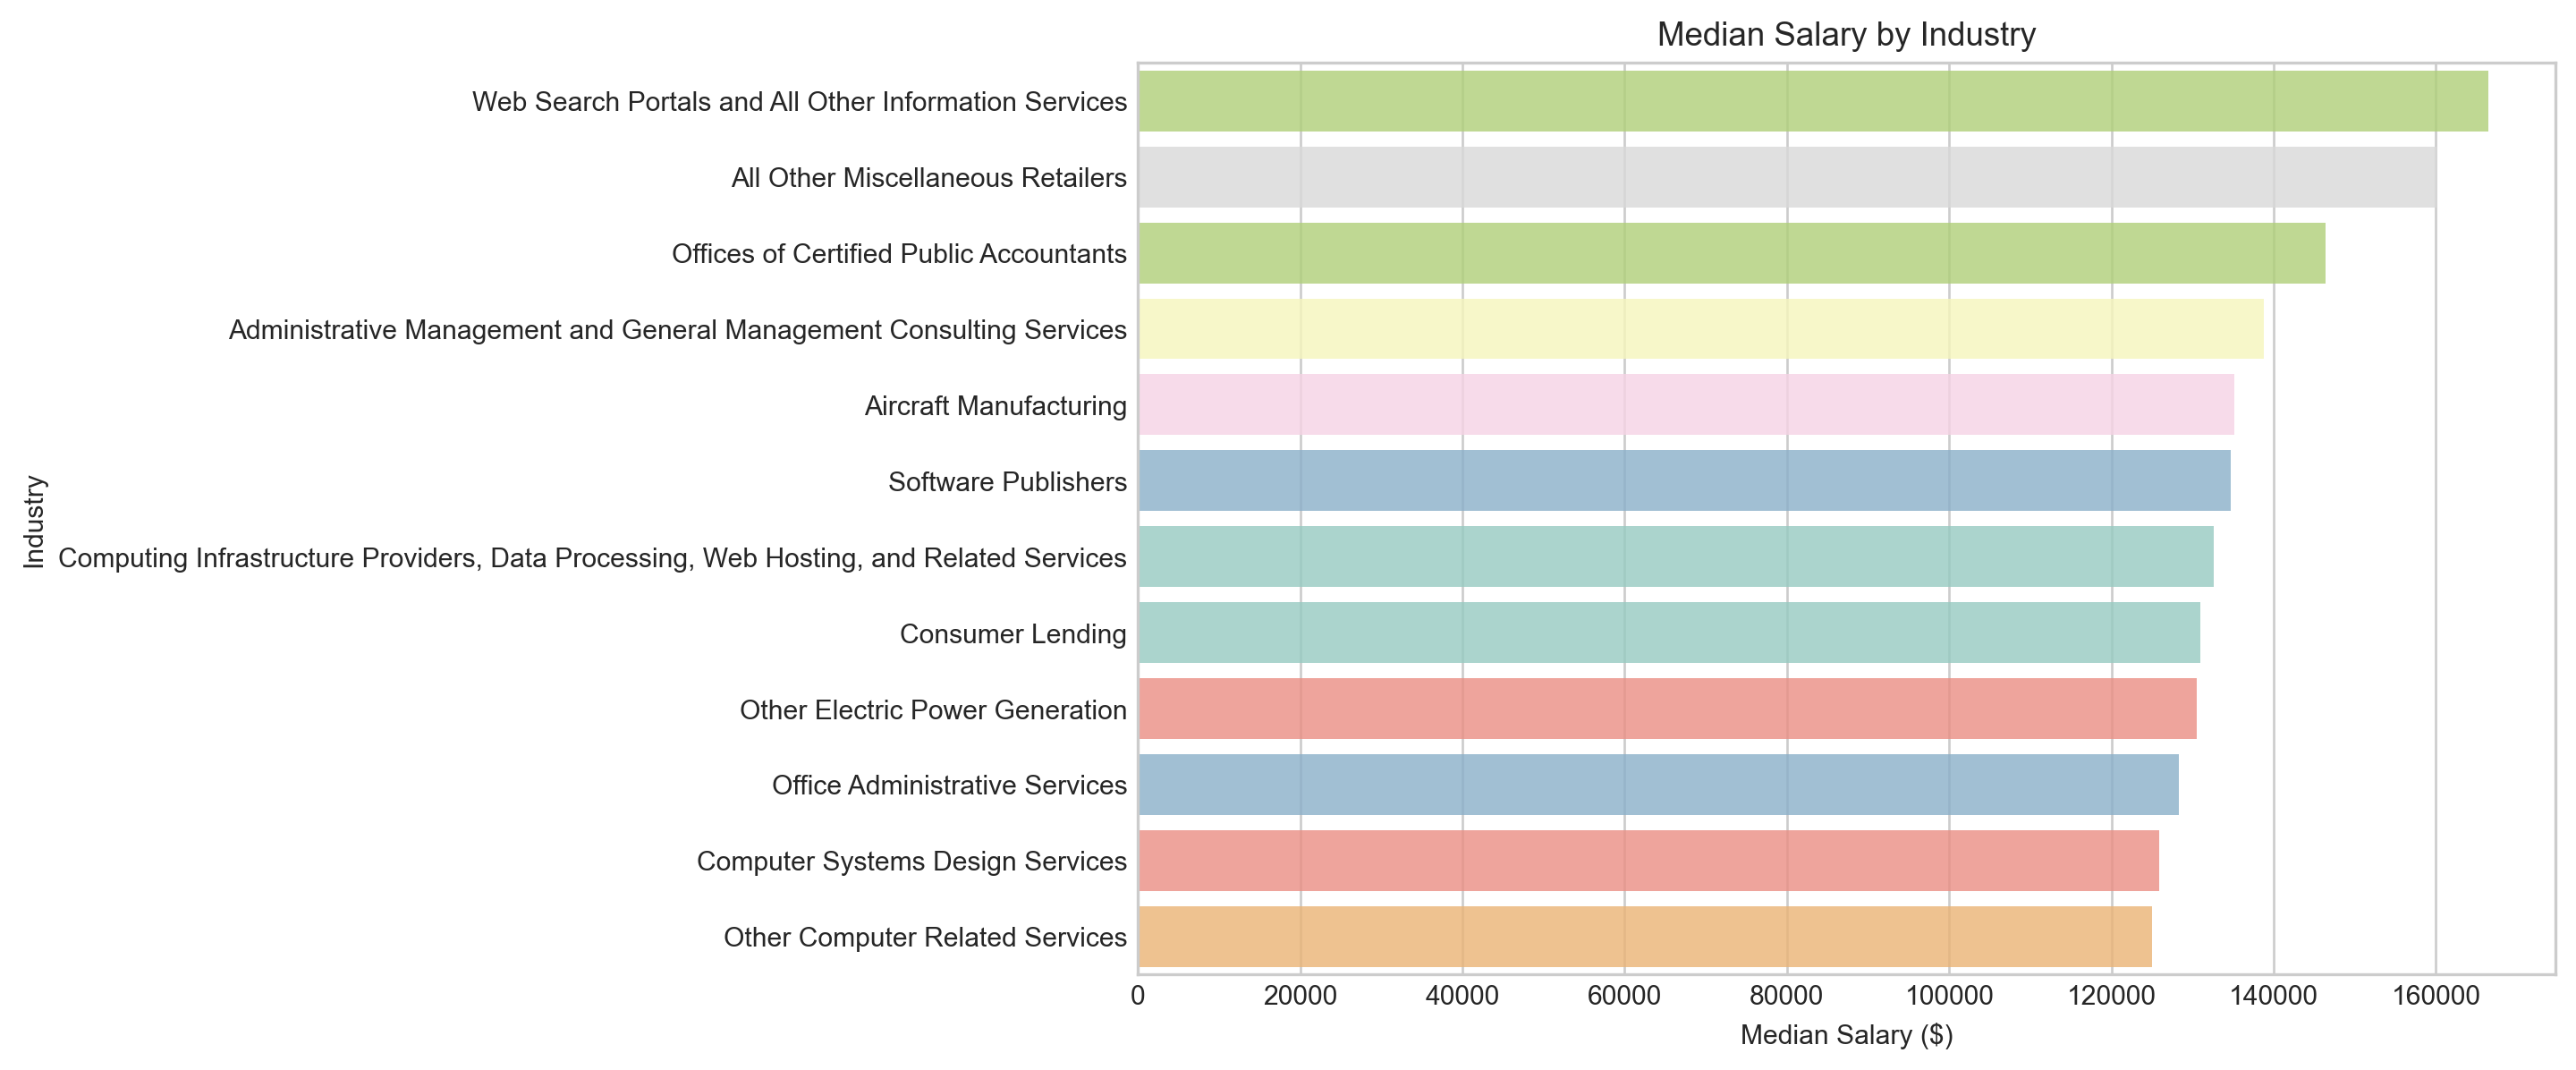 Median Salary by Industry
Industry
Web Search Portals and All Other Information Services
All Other Miscellaneous Retailers
Offices of Certified Public Accountants
Administrative Management and General Management Consulting Services
Aircraft Manufacturing
Software Publishers
Computing Infrastructure Providers, Data Processing, Web Hosting, and Related Services
Consumer Lending
Other Electric Power Generation
Office Administrative Services
Computer Systems Design Services
Other Computer Related Services
0 20000 40000 60000 80000 100000 120000 140000 160000
Median Salary ($)